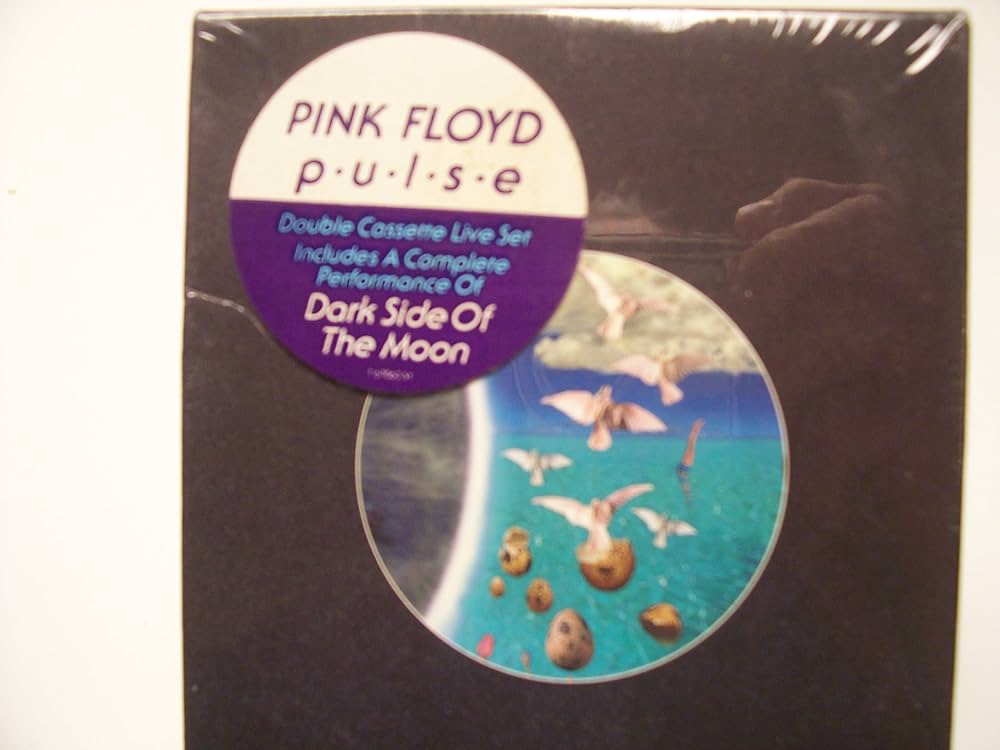 PINK FLOYD
p·u·l·s·e
Double Cassette Live Set
Includes A Complete
Performance Of
Dark Side Of
The Moon